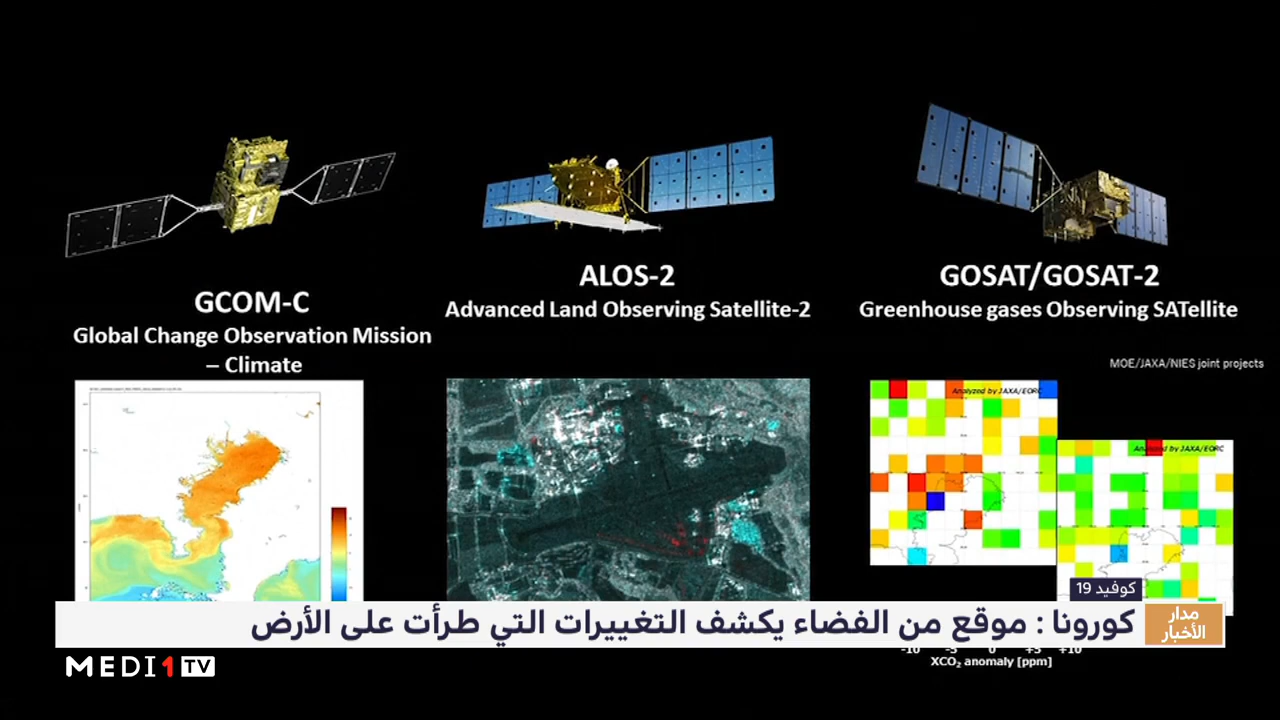 GCOM-C
Global Change Observation Mission
– Climate
ALOS-2
Advanced Land Observing Satellite-2
GOSAT/GOSAT-2
Greenhouse gases Observing SATellite
MOE/JAXA/NIES joint projects
Analyzed by JAXA/EORC
Analyzed by JAXA/EORC
كوفيد 19
كورونا : موقع من الفضاء يكشف التغييرات التي طرأت على الأرض
مدار
الأخبار
-10 -5 0 +5 +10
XCO₂ anomaly [ppm]
MEDI1TV